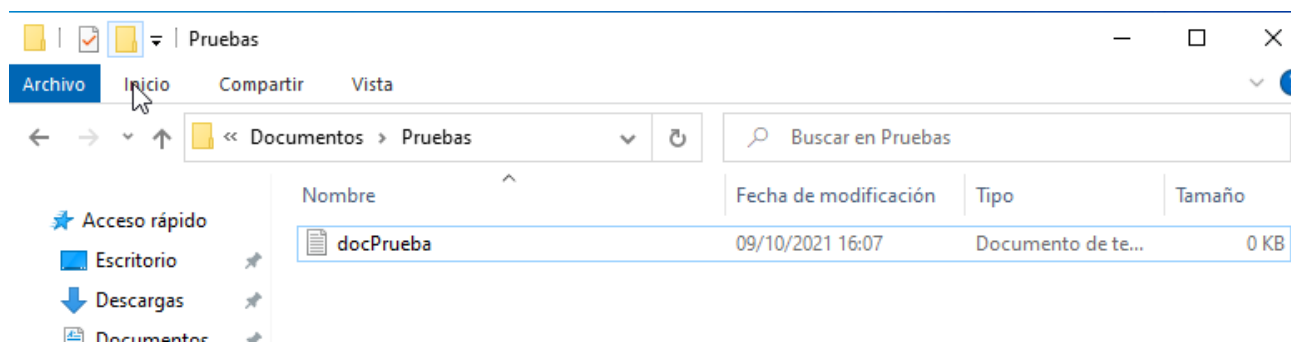 Pruebas
Archivo Inicio Compartir Vista
« Documentos > Pruebas Buscar en Pruebas
Nombre Fecha de modificación Tipo Tamaño
Acceso rápido
docPrueba 09/10/2021 16:07 Documento de te... 0 KB
Escritorio
Descargas
Documentos